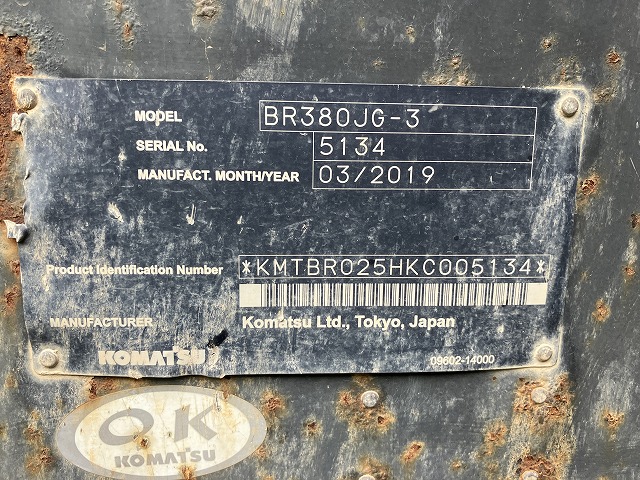 MODEL BR380JG-3
SERIAL No. 5134
MANUFACT. MONTH/YEAR 03/2019
Product Identification Number *KMTBR025HKC005134*
MANUFACTURER Komatsu Ltd., Tokyo, Japan
KOMATSU 09602-14000
OK
KOMATSU